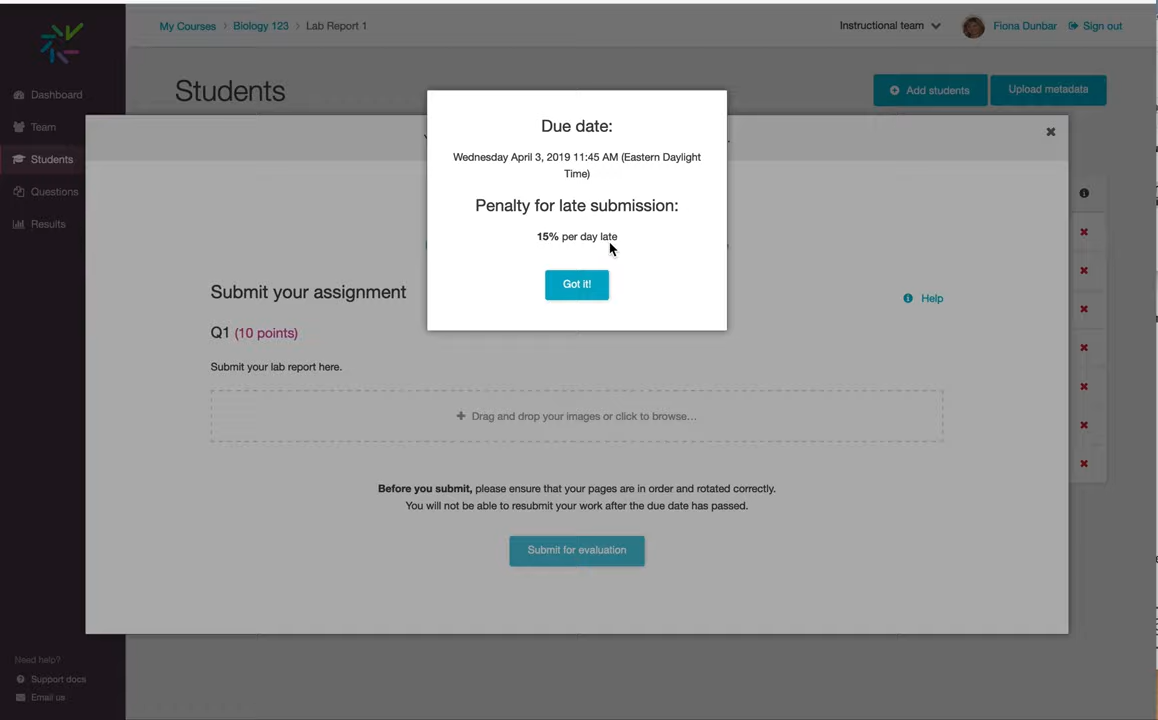 My Courses > Biology 123 > Lab Report 1
Instructional team
Fiona Dunbar
Sign out
Dashboard
Team
Students
Questions
Results
Students
Add students
Upload metadata
Due date:
Wednesday April 3, 2019 11:45 AM (Eastern Daylight
Time)
Penalty for late submission:
15% per day late
Got it!
Submit your assignment
Help
Q1 (10 points)
Submit your lab report here.
Drag and drop your images or click to browse...
Before you submit, please ensure that your pages are in order and rotated correctly.
You will not be able to resubmit your work after the due date has passed.
Submit for evaluation
Need help?
Support docs
Email us